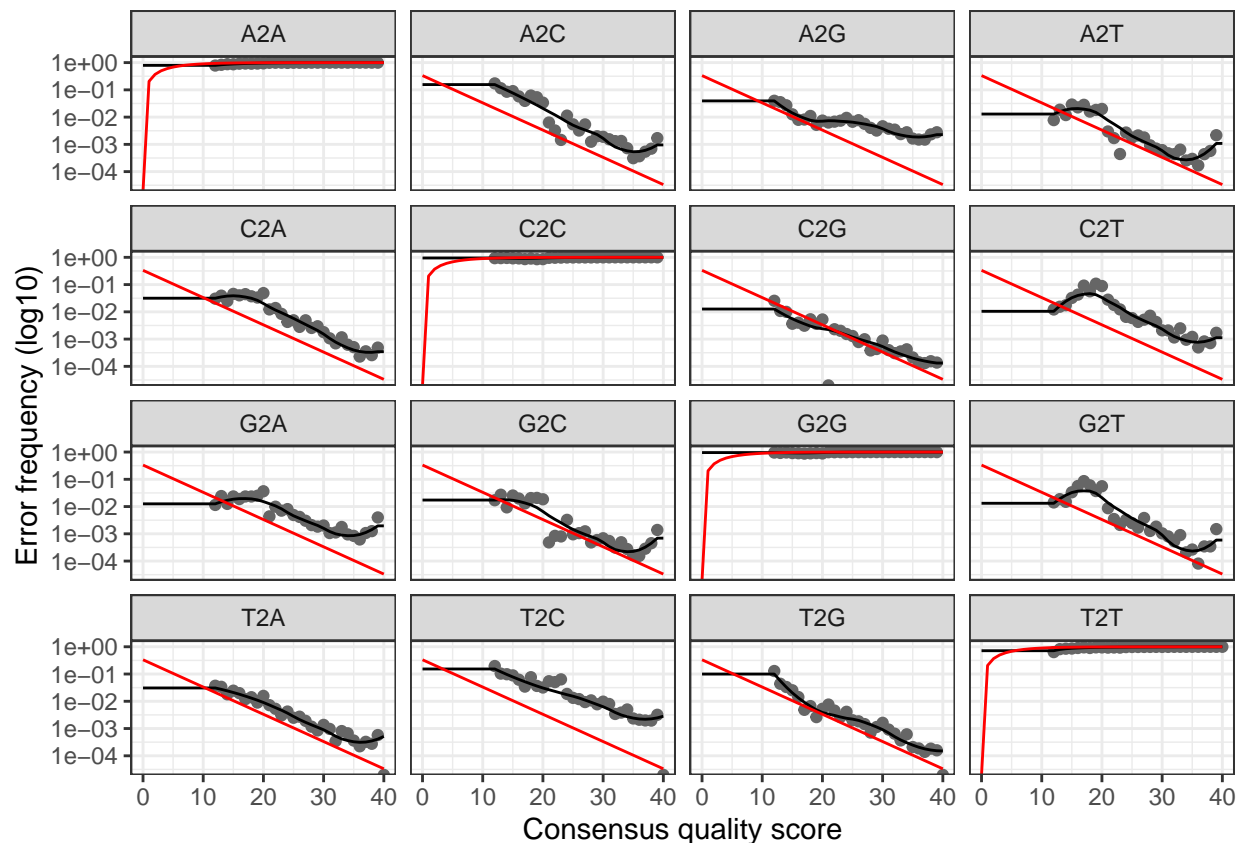 A2A A2C A2G A2T
1e+00
1e−01
1e−02
1e−03
1e−04
C2A C2C C2G C2T
1e+00
1e−01
1e−02
1e−03
1e−04
Error frequency (log10)
G2A G2C G2G G2T
1e+00
1e−01
1e−02
1e−03
1e−04
T2A T2C T2G T2T
1e+00
1e−01
1e−02
1e−03
1e−04
0 10 20 30 40 0 10 20 30 40 0 10 20 30 40 0 10 20 30 40
Consensus quality score